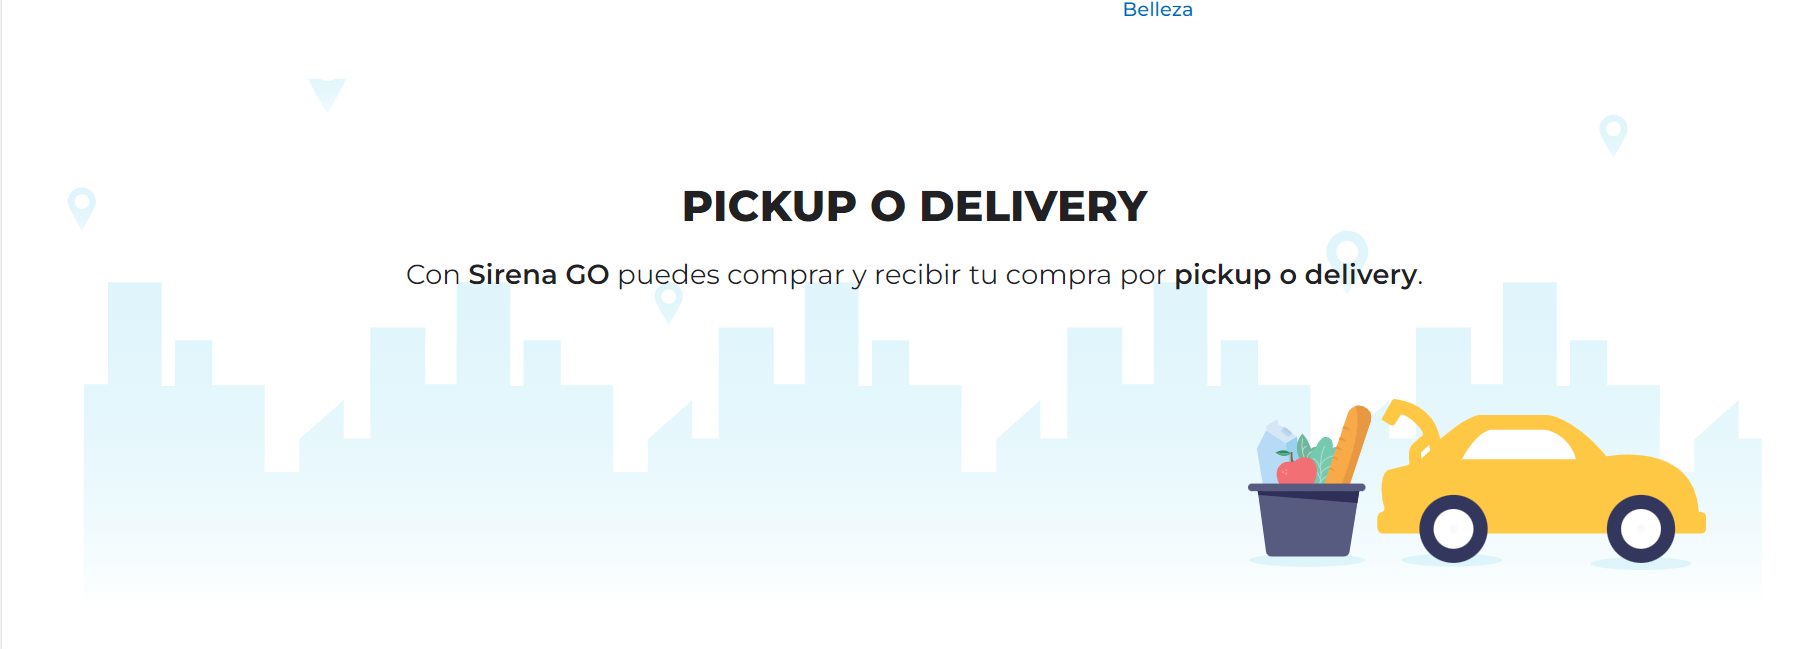 Belleza
PICKUP O DELIVERY
Con Sirena GO puedes comprar y recibir tu compra por pickup o delivery.